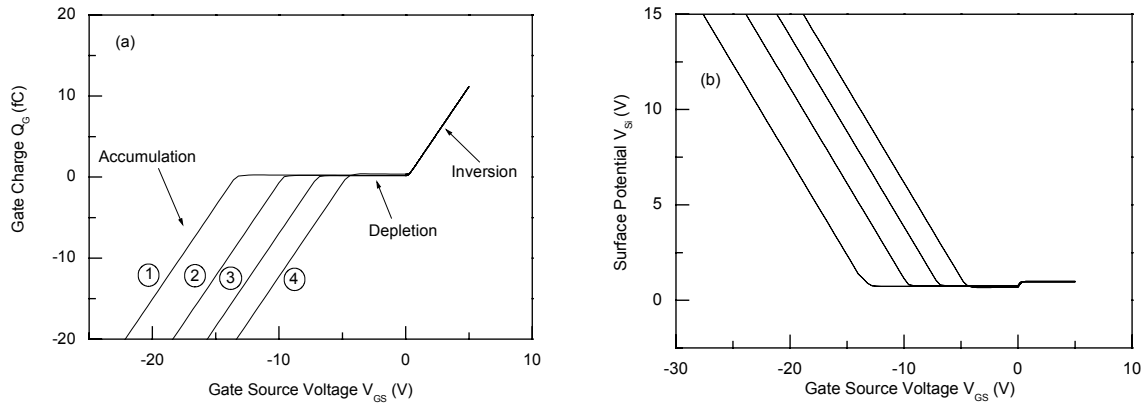 20
10
0
-10
-20
-20
-10
0
10
(a)
Accumulation
Inversion
Depletion
1
2
3
4
Gate Charge Q_G (fC)
Gate Source Voltage V_GS (V)
15
10
5
0
-30
-20
-10
0
10
(b)
Surface Potential V_Si (V)
Gate Source Voltage V_GS (V)